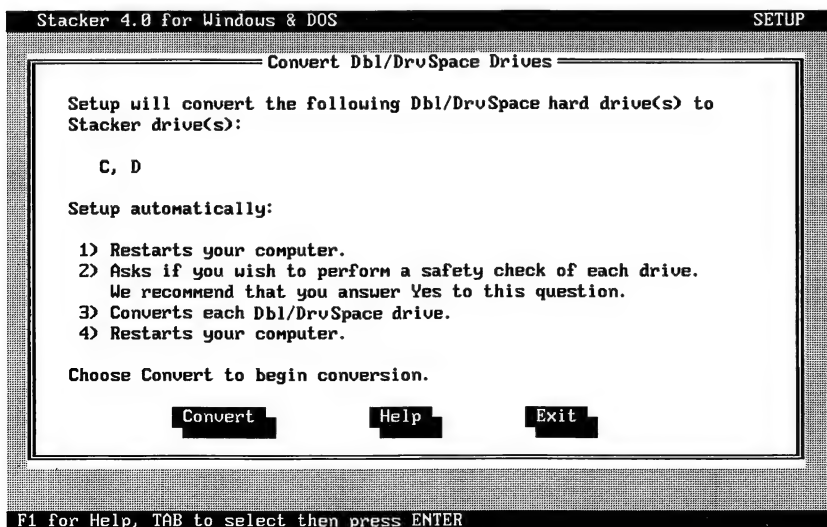 Stacker 4.0 for Windows & DOS SETUP
Convert Dbl/DrvSpace Drives
Setup will convert the following Dbl/DrvSpace hard drive(s) to
Stacker drive(s):
C, D
Setup automatically:
1) Restarts your computer.
2) Asks if you wish to perform a safety check of each drive.
We recommend that you answer Yes to this question.
3) Converts each Dbl/DrvSpace drive.
4) Restarts your computer.
Choose Convert to begin conversion.
Convert Help Exit
F1 for Help, TAB to select then press ENTER